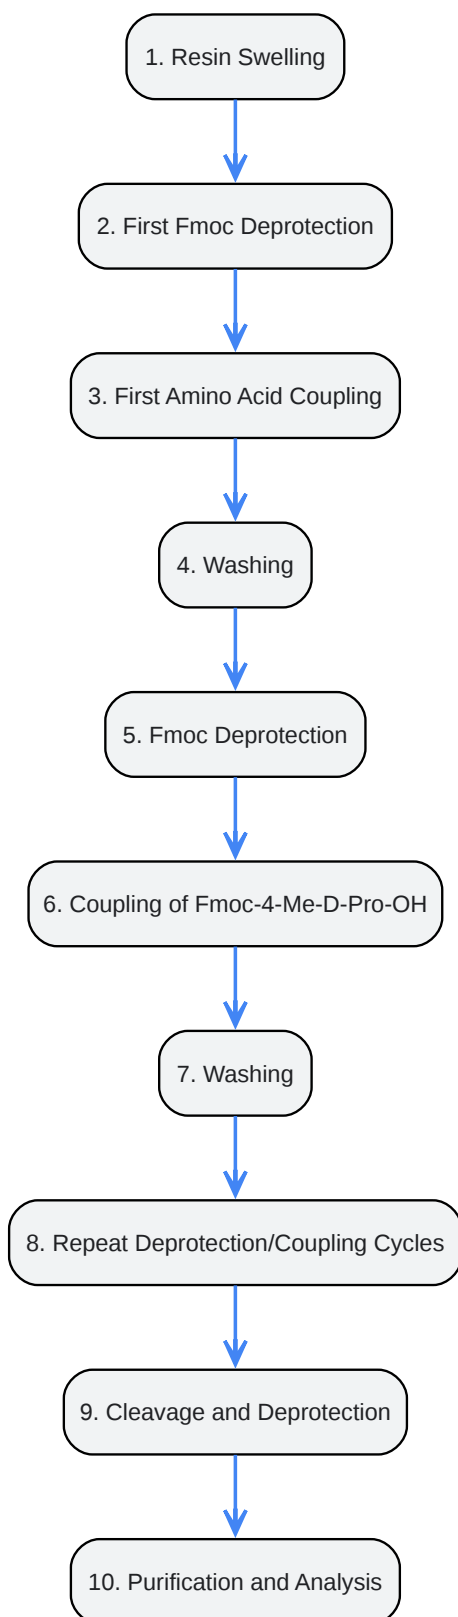 1. Resin Swelling
2. First Fmoc Deprotection
3. First Amino Acid Coupling
4. Washing
5. Fmoc Deprotection
6. Coupling of Fmoc-4-Me-D-Pro-OH
7. Washing
8. Repeat Deprotection/Coupling Cycles
9. Cleavage and Deprotection
10. Purification and Analysis